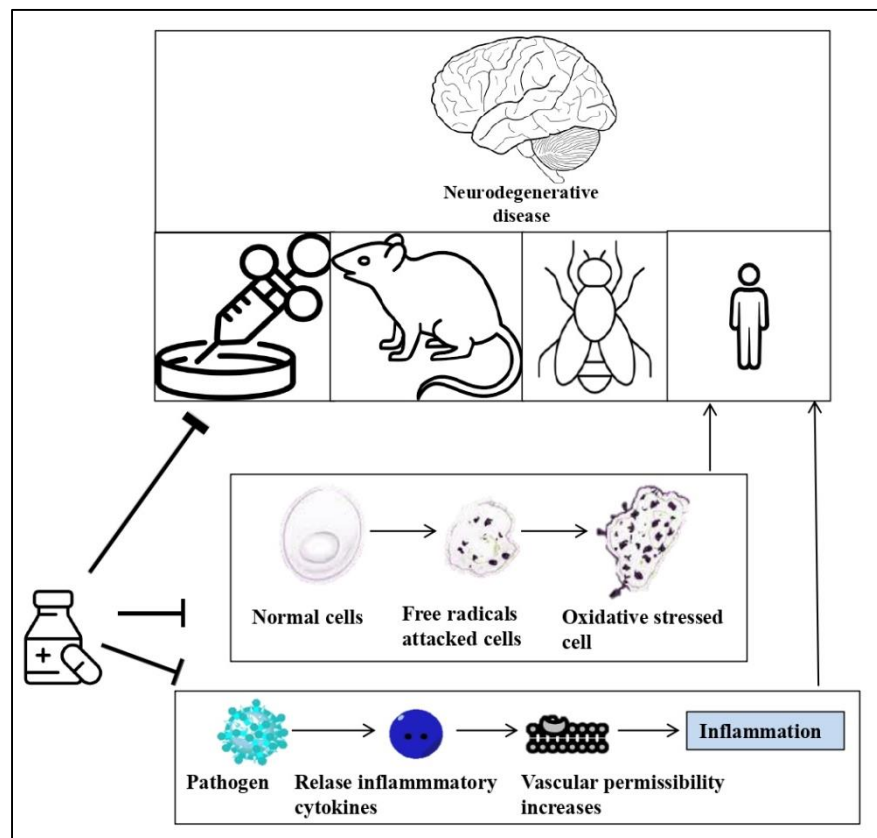 Neurodegenerative
disease
Normal cells
Free radicals
attacked cells
Oxidative stressed
cell
Pathogen
Relase inflammmatory
cytokines
Vascular permissibility
increases
Inflammation